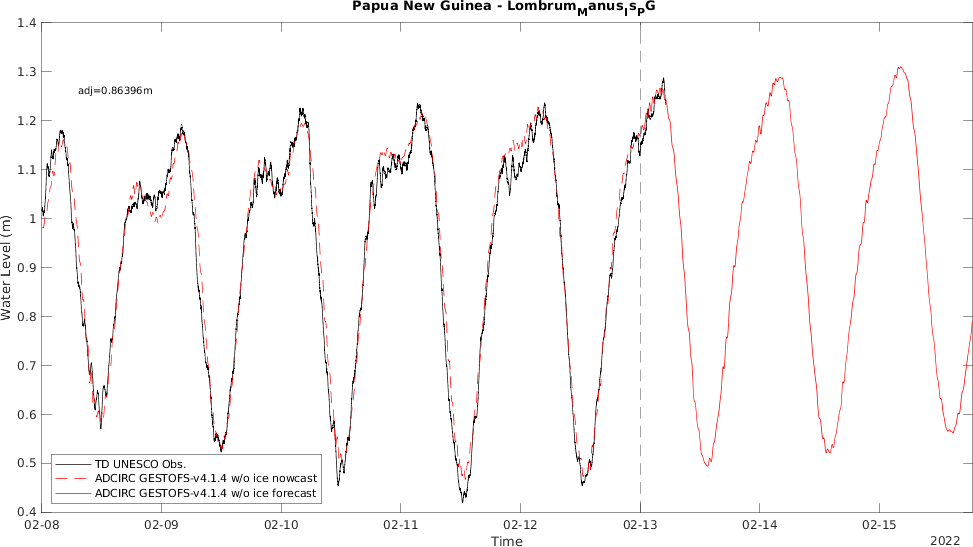 Papua New Guinea - LombrumManusIsPG
1.4
1.3
adj=0.86396m
1.2
1.1
1
0.9
0.8
0.7
0.6
0.5
0.4
Water Level (m)
TD UNESCO Obs.
ADCIRC GESTOFS-v4.1.4 w/o ice nowcast
ADCIRC GESTOFS-v4.1.4 w/o ice forecast
02-08 02-09 02-10 02-11 02-12 02-13 02-14 02-15
Time
2022